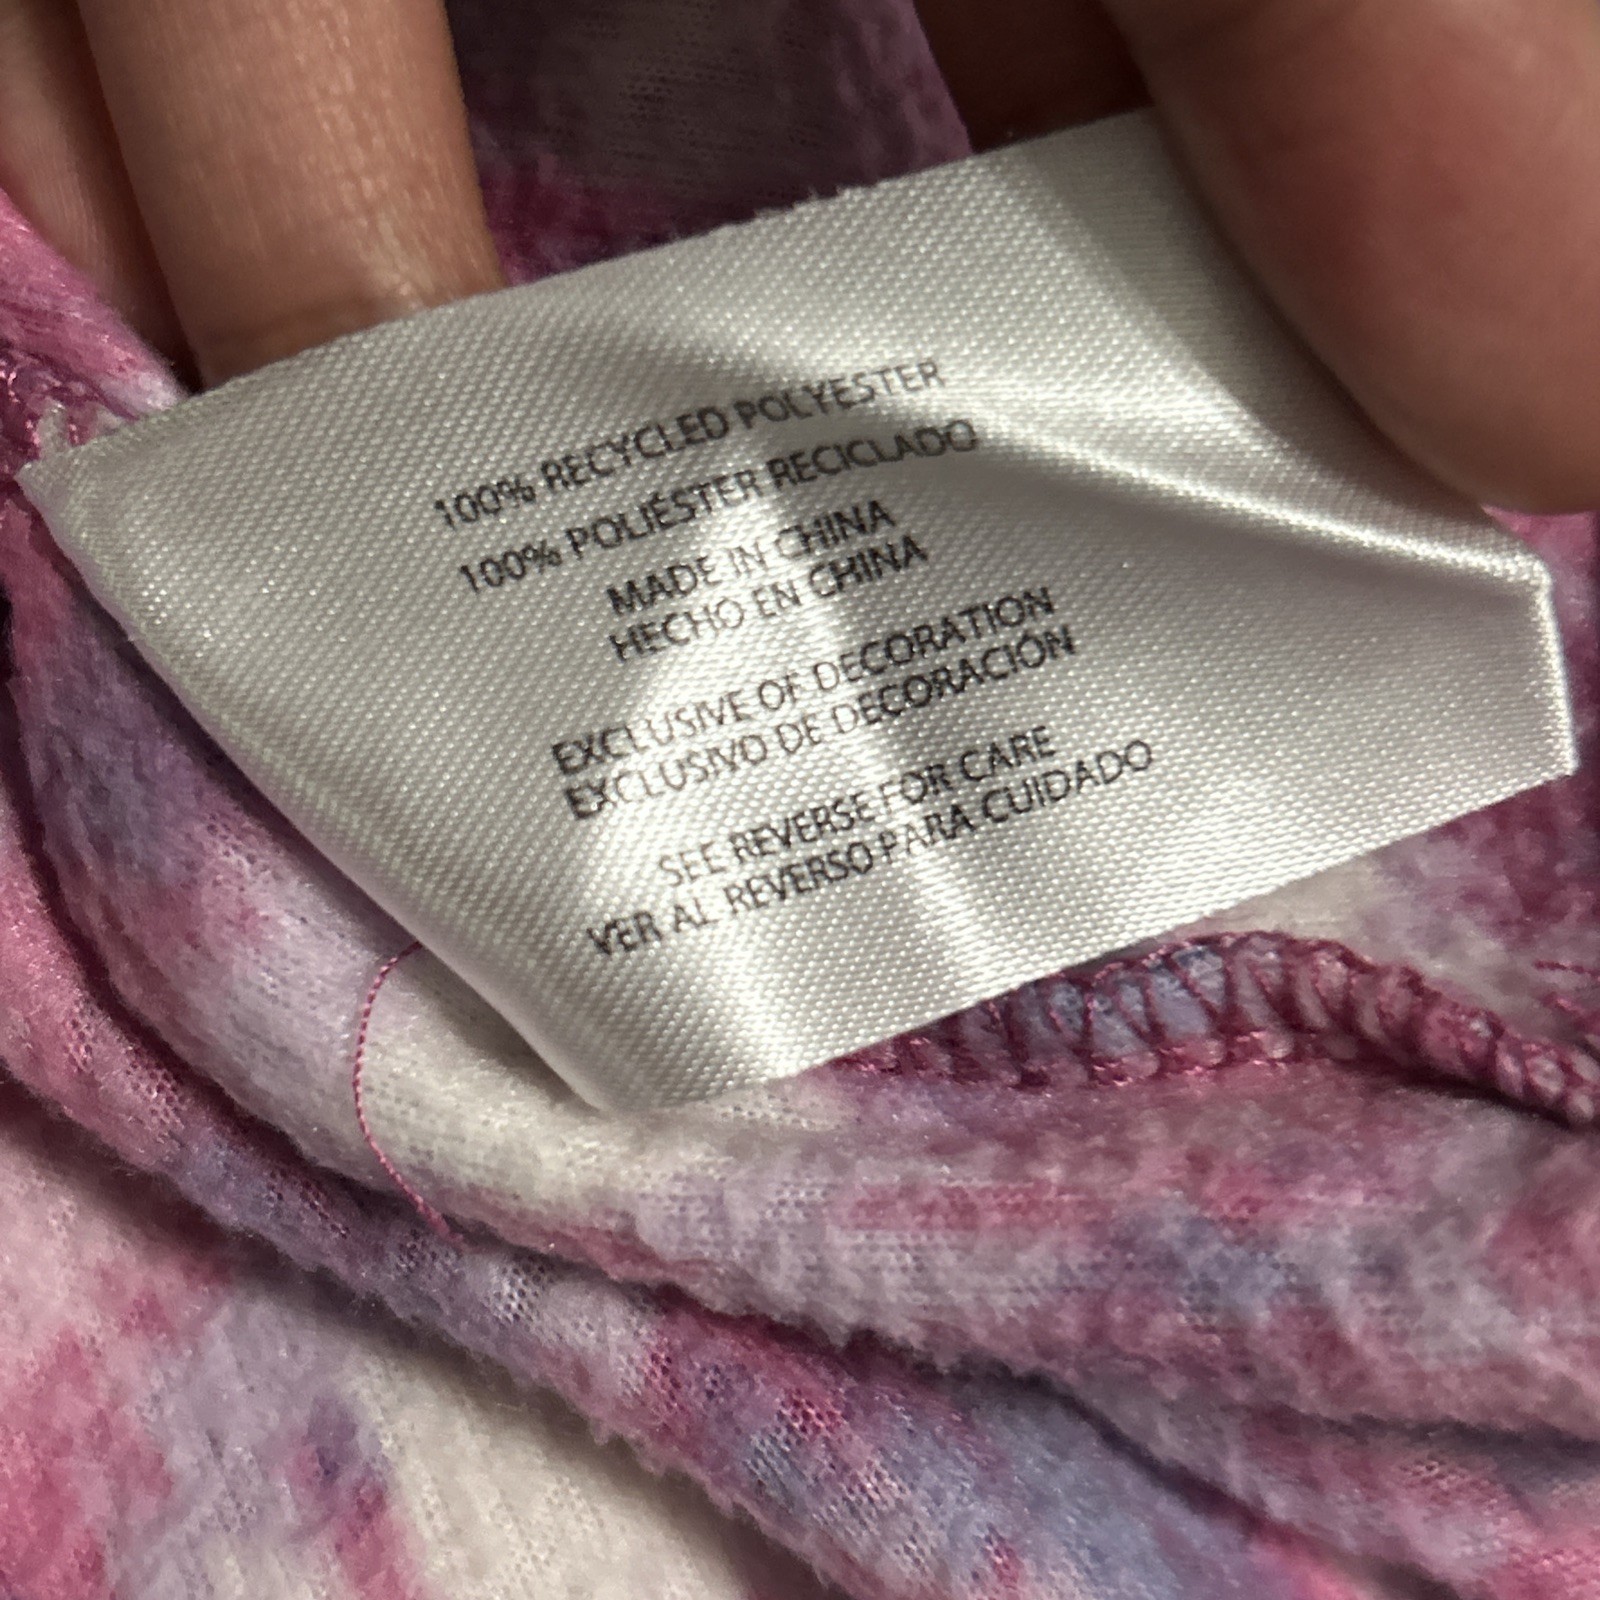 100% RECYCLED POLYESTER
100% POLIÉSTER RECICLADO
MADE IN CHINA
HECHO EN CHINA
EXCLUSIVE OF DECORATION
EXCLUSIVO DE DECORACIÓN
SEE REVERSE FOR CARE
VER AL REVERSO PARA CUIDADO